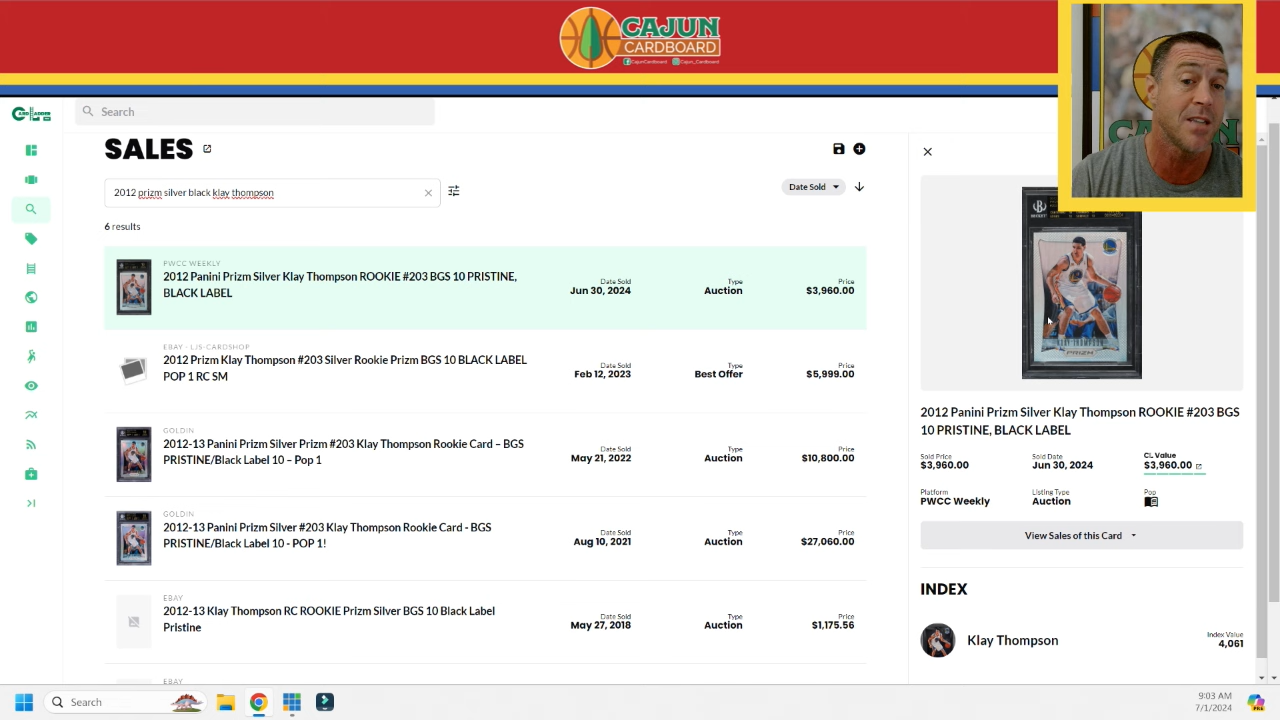 CAJUN
CARDBOARD
CajunCardboard Cajun_Cardboard
Search
SALES
2012 prizm silver black klay thompson
Date Sold
6 results
PWCC WEEKLY
2012 Panini Prizm Silver Klay Thompson ROOKIE #203 BGS 10 PRISTINE,
BLACK LABEL
Date Sold
Jun 30, 2024
Type
Auction
Price
$3,960.00
EBAY - LJS-CARDSHOP
2012 Prizm Klay Thompson #203 Silver Rookie Prizm BGS 10 BLACK LABEL
POP 1 RC SM
Date Sold
Feb 12, 2023
Type
Best Offer
Price
$5,999.00
GOLDIN
2012-13 Panini Prizm Silver Prizm #203 Klay Thompson Rookie Card – BGS
PRISTINE/Black Label 10 – Pop 1
Date Sold
May 21, 2022
Type
Auction
Price
$10,800.00
GOLDIN
2012-13 Panini Prizm Silver #203 Klay Thompson Rookie Card - BGS
PRISTINE/Black Label 10 - POP 1!
Date Sold
Aug 10, 2021
Type
Auction
Price
$27,060.00
EBAY
2012-13 Klay Thompson RC ROOKIE Prizm Silver BGS 10 Black Label
Pristine
Date Sold
May 27, 2018
Type
Auction
Price
$1,175.56
EBAY
KLAY THOMPSON
PRIZM
2012 Panini Prizm Silver Klay Thompson ROOKIE #203 BGS
10 PRISTINE, BLACK LABEL
Sold Price
$3,960.00
Sold Date
Jun 30, 2024
CL Value
$3,960.00
Platform
PWCC Weekly
Listing Type
Auction
Pop
View Sales of this Card
INDEX
Klay Thompson
Index Value
4,061
Search
9:03 AM
7/1/2024